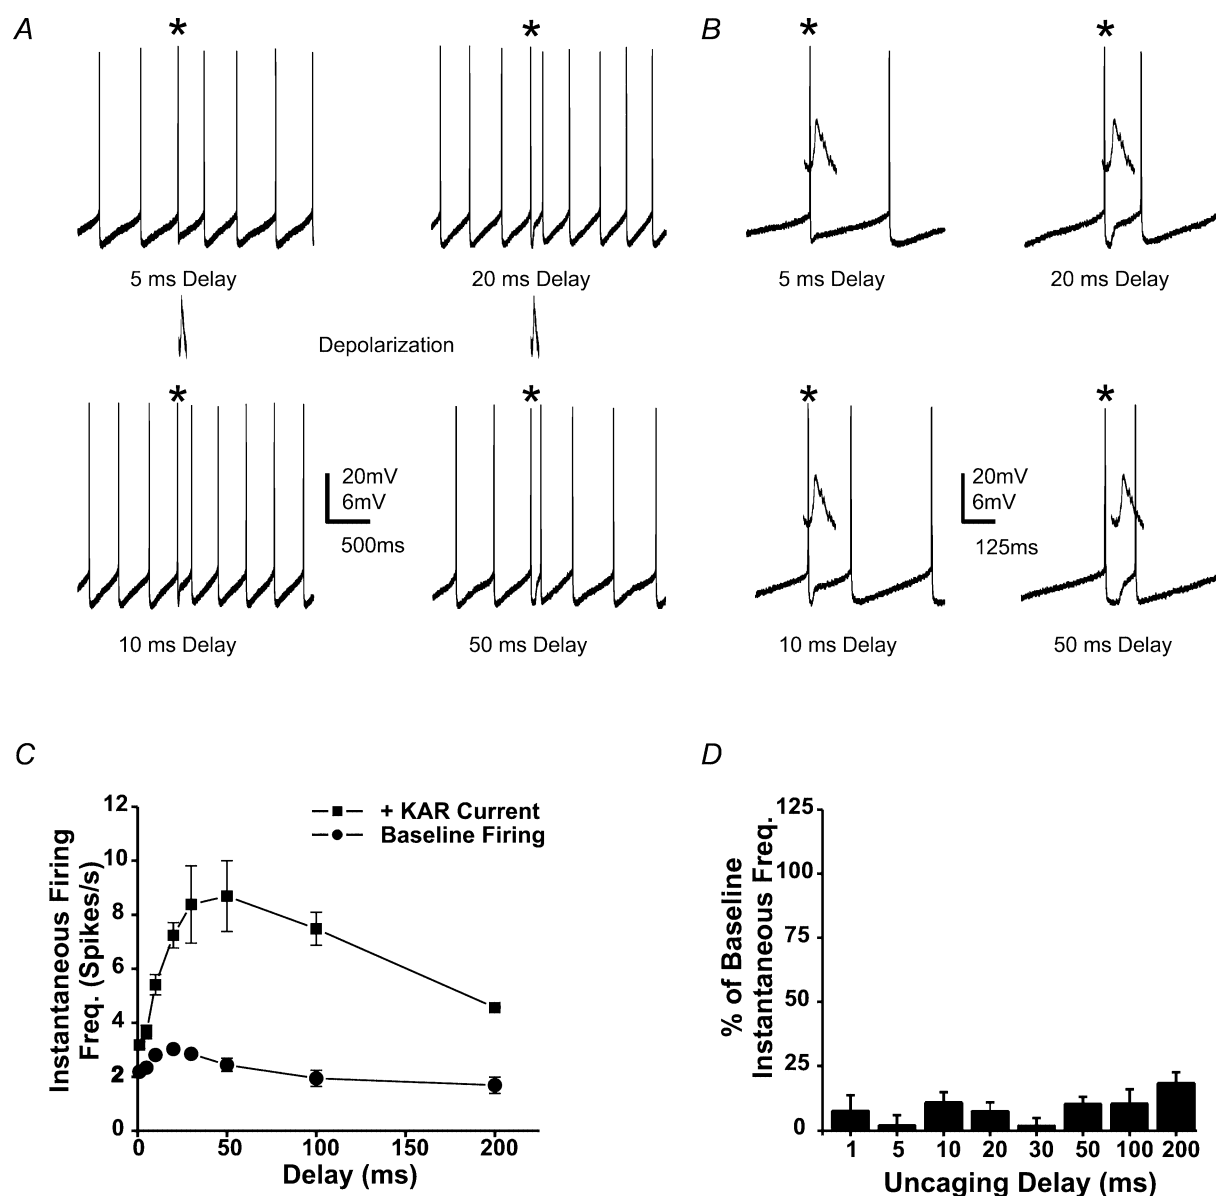 A
*
*
B
*
*
5 ms Delay
20 ms Delay
5 ms Delay
20 ms Delay
Depolarization
*
*
*
*
20mV
6mV
500ms
20mV
6mV
125ms
10 ms Delay
50 ms Delay
10 ms Delay
50 ms Delay
C
Instantaneous Firing
Freq. (Spikes/s)
12
10
8
6
4
2
0
+ KAR Current
Baseline Firing
0
50
100
150
200
Delay (ms)
D
% of Baseline
Instantaneous Freq.
125
100
75
50
25
0
1
5
10
20
30
50
100
200
Uncaging Delay (ms)